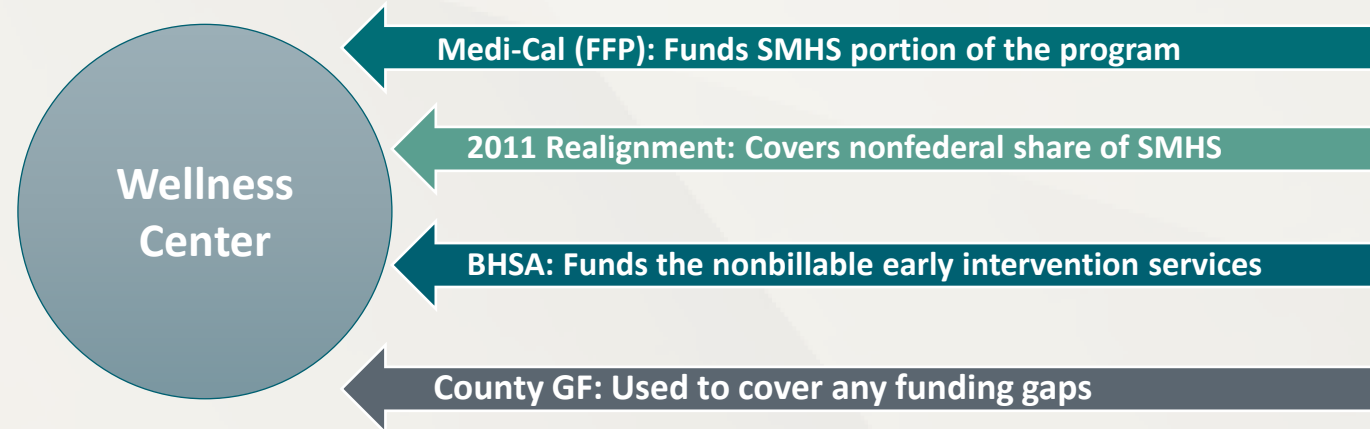 Wellness
Center
Medi-Cal (FFP): Funds SMHS portion of the program
2011 Realignment: Covers nonfederal share of SMHS
BHSA: Funds the nonbillable early intervention services
County GF: Used to cover any funding gaps